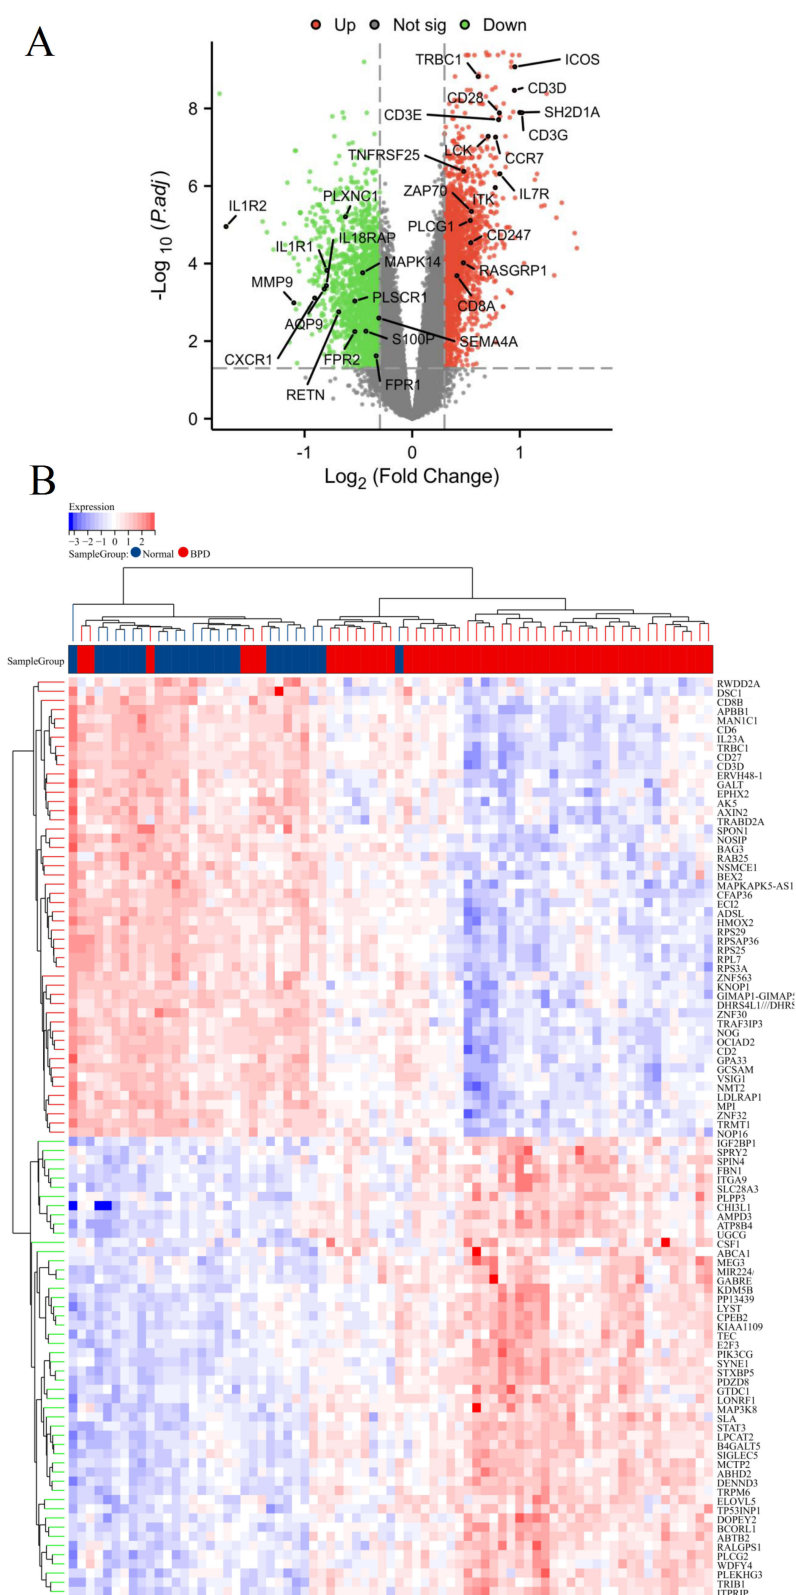 A
Up Not sig Down
TRBC1
ICOS
CD3D
CD28
SH2D1A
CD3E
CD3G
LCK
TNFRSF25
CCR7
ZAP70
ITK
IL7R
IL1R2
PLXNC1
PLCG1
CD247
IL18RAP
IL1R1
MAPK14
RASGRP1
MMP9
PLSCR1
CD8A
AQP9
S100P
SEMA4A
CXCR1
FPR2
RETN
FPR1
8
6
4
2
0
-Log 10 (P.adj)
-1 0 1
Log2 (Fold Change)
B
Expression
−3 −2 −1 0 1 2
SampleGroup: Normal BPD
SampleGroup
RWDD2A
DSC1
CD8B
APBB1
MAN1C1
CD6
IL23A
TRBC1
CD27
CD3D
ERVH48-1
GALT
EPHX2
AK5
AXIN2
TRABD2A
SPON1
NOSIP
BAG3
RAB25
NSMCE1
BEX2
MAPKAPK5-AS1
CFAP36
ECI2
ADSL
HMOX2
RPS29
RPSAP36
RPS25
RPL7
RPS3A
ZNF563
KNOP1
GIMAP1-GIMAP5
DHRS4L1///DHRS
ZNF30
TRAF3IP3
NOG
OCIAD2
CD2
GPA33
GCSAM
VSIG1
NMT2
LDLRAP1
MPI
ZNF32
TRMT1
NOP16
IGF2BP1
SPRY2
SPIN4
FBN1
ITGA9
SLC28A3
PLPP3
CHI3L1
AMPD3
ATP8B4
UGCG
CSF1
ABCA1
MEG3
MIR224/
GABRE
KDM5B
PP13439
LYST
CPEB2
KIAA1109
TEC
E2F3
PIK3CG
SYNE1
STXBP5
PDZD8
GTDC1
LONRF1
MAP3K8
SLA
STAT3
LPCAT2
B4GALT5
SIGLEC5
MCTP2
ABHD2
DENND3
TRPM6
ELOVL5
TP53INP1
DOPEY2
BCORL1
ABTB2
RALGPS1
PLCG2
WDFY4
PLEKHG3
TRIB1
ITPRIP